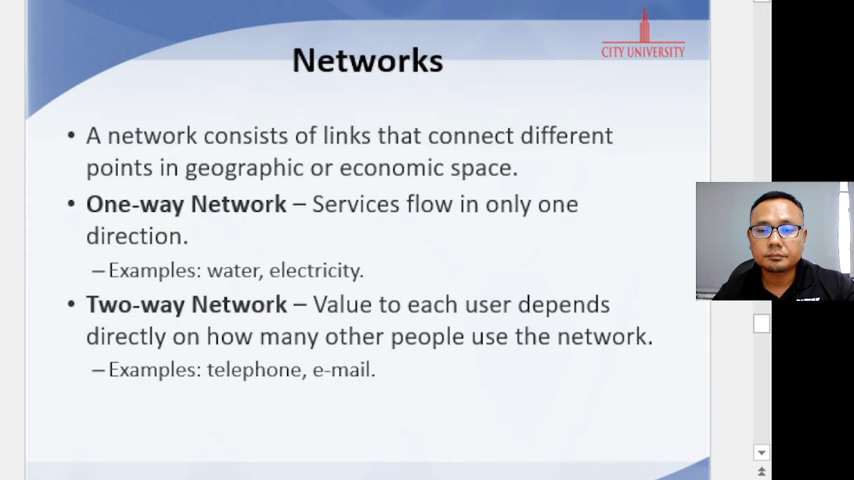 CITY UNIVERSITY
Networks
• A network consists of links that connect different
points in geographic or economic space.
• One-way Network – Services flow in only one
direction.
– Examples: water, electricity.
• Two-way Network – Value to each user depends
directly on how many other people use the network.
– Examples: telephone, e-mail.